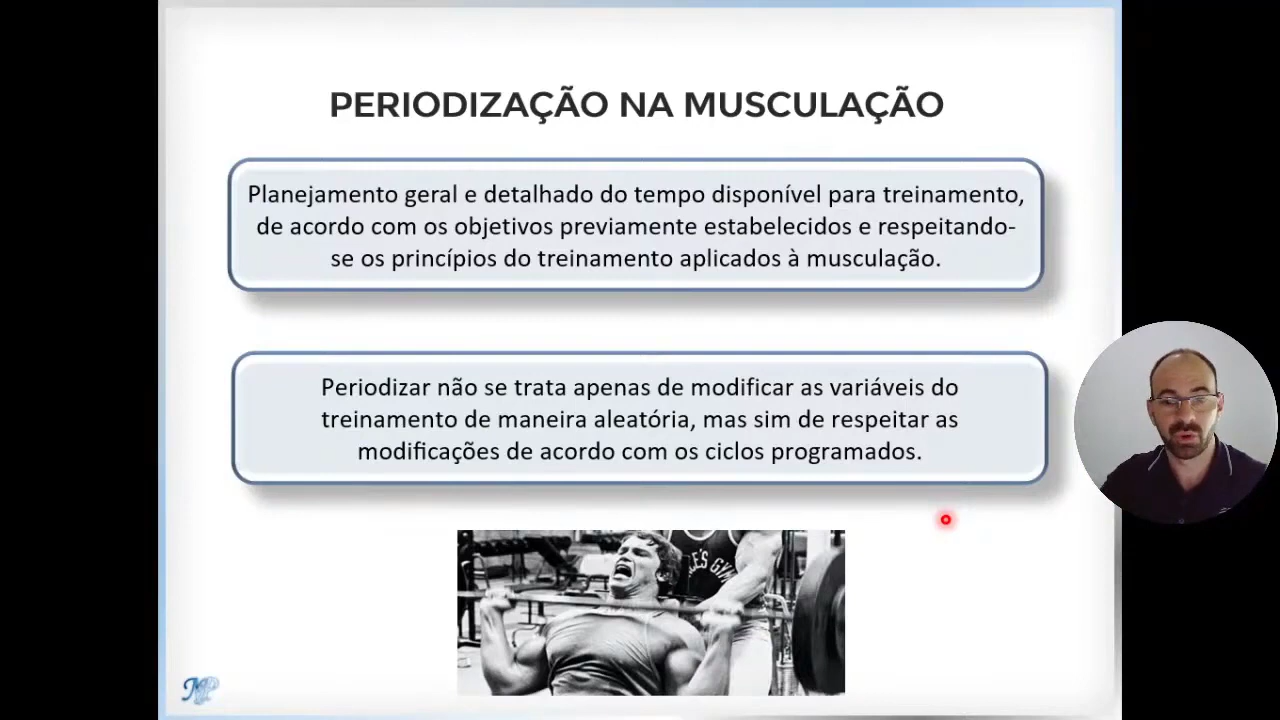 PERIODIZAÇÃO NA MUSCULAÇÃO
Planejamento geral e detalhado do tempo disponível para treinamento,
de acordo com os objetivos previamente estabelecidos e respeitando-
se os princípios do treinamento aplicados à musculação.
Periodizar não se trata apenas de modificar as variáveis do
treinamento de maneira aleatória, mas sim de respeitar as
modificações de acordo com os ciclos programados.
GYM